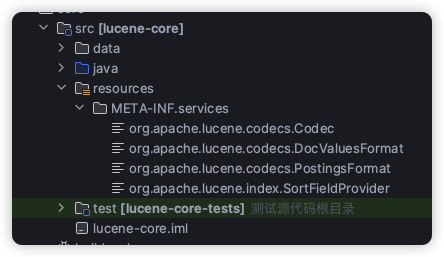 src [lucene-core]
data
java
resources
META-INF.services
org.apache.lucene.codecs.Codec
org.apache.lucene.codecs.DocValuesFormat
org.apache.lucene.codecs.PostingsFormat
org.apache.lucene.index.SortFieldProvider
test [lucene-core-tests] 测试源代码根目录
lucene-core.iml